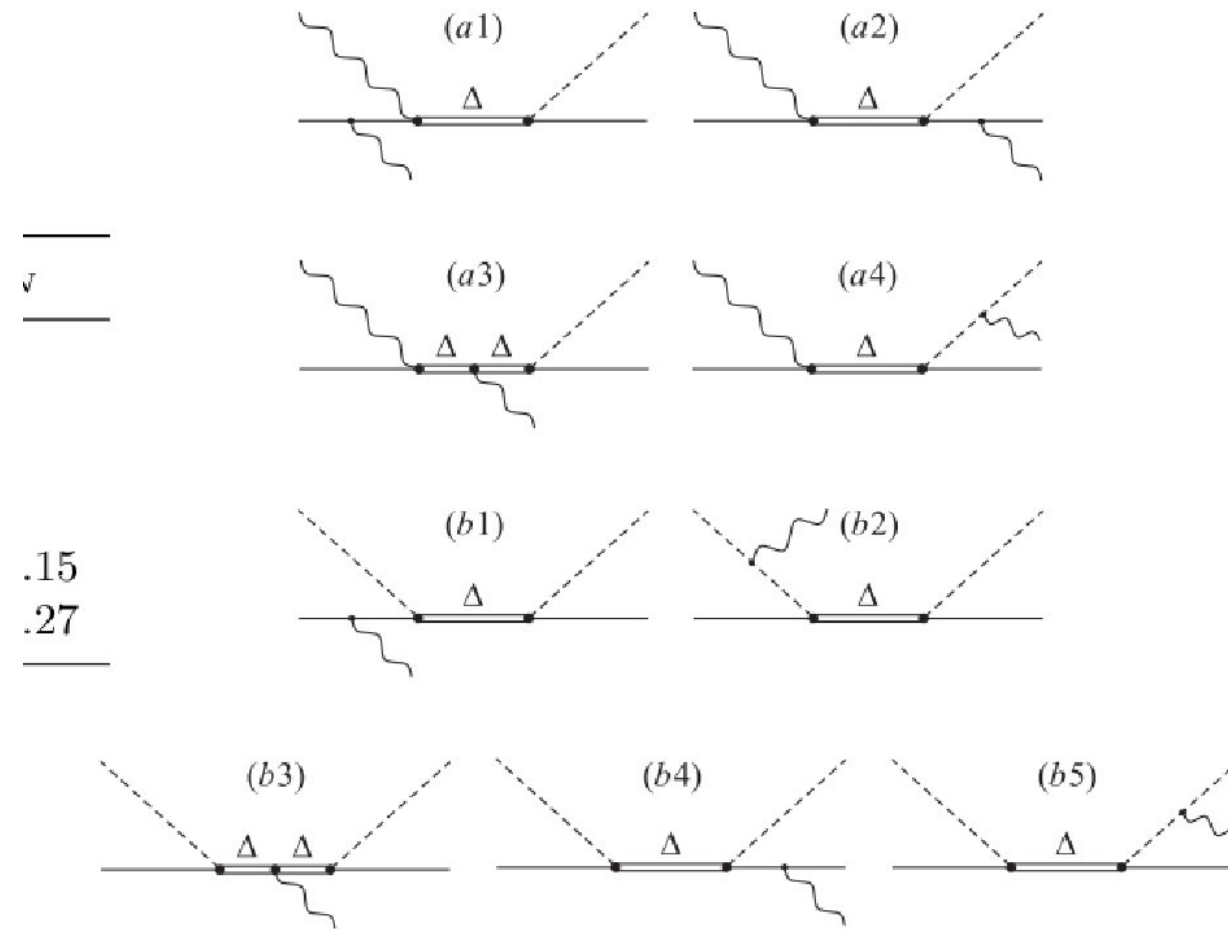 (a1) (a2)
Δ Δ
(a3) (a4)
Δ Δ Δ
(b1) (b2)
.15
.27
Δ Δ
(b3) (b4) (b5)
Δ Δ Δ Δ